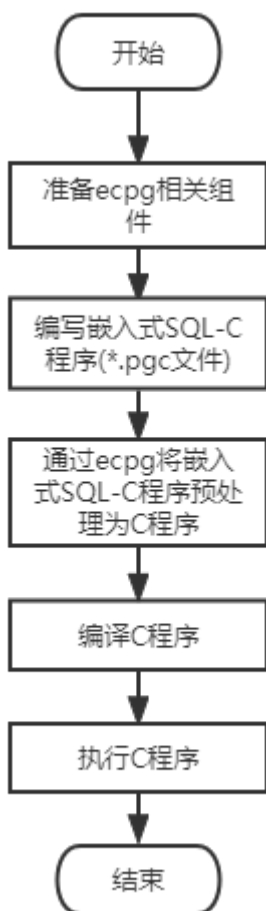 开始
准备ecpg相关组
件
编写嵌入式SQL-C
程序(*.pgc文件)
通过ecpg将嵌入
式SQL-C程序预处
理为C程序
编译C程序
执行C程序
结束